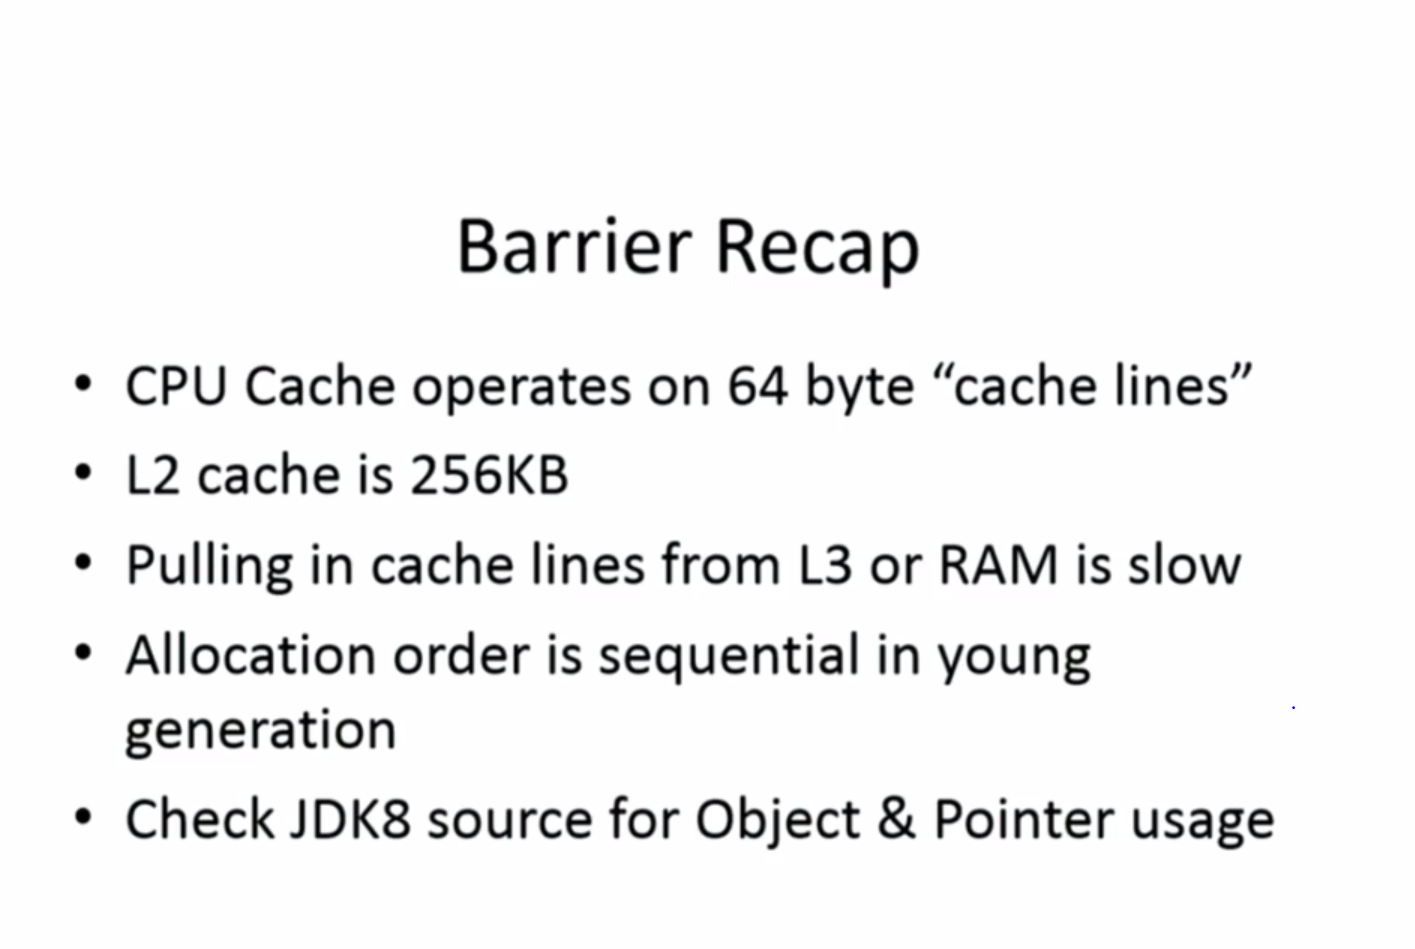 Barrier Recap
• CPU Cache operates on 64 byte “cache lines”
• L2 cache is 256KB
• Pulling in cache lines from L3 or RAM is slow
• Allocation order is sequential in young
generation
• Check JDK8 source for Object & Pointer usage